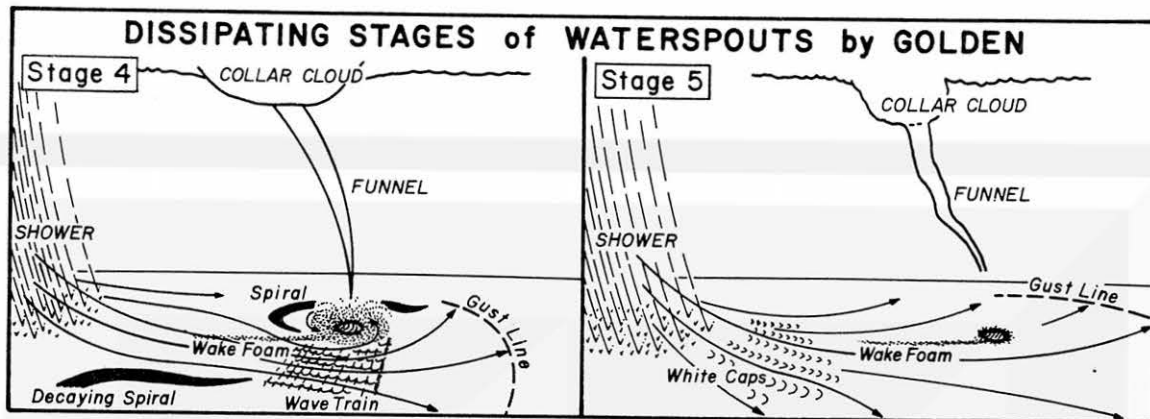 DISSIPATING STAGES of WATERSPOUTS by GOLDEN
Stage 4
COLLAR CLOUD
FUNNEL
SHOWER
Spiral
Gust Line
Wake Foam
Decaying Spiral
Wave Train
Stage 5
COLLAR CLOUD
FUNNEL
SHOWER
Gust Line
Wake Foam
White Caps